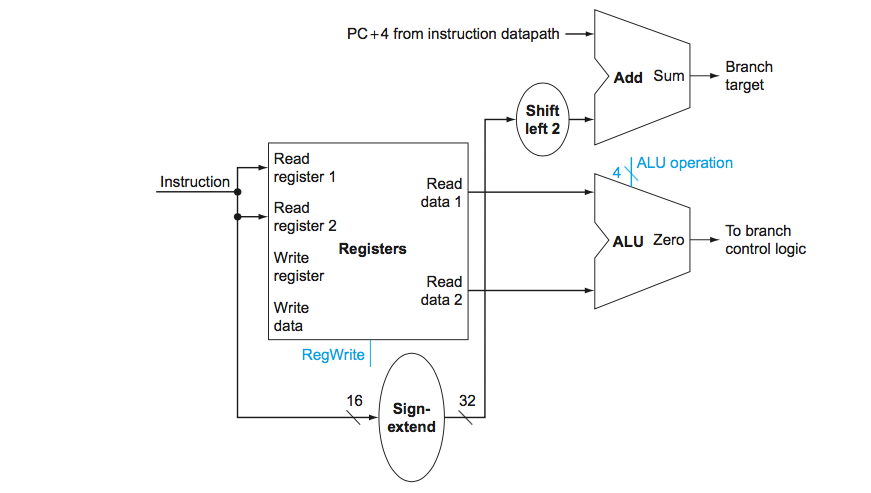 PC+4 from instruction datapath
Add Sum
Branch
target
Shift
left 2
ALU operation
4
Instruction
Read
register 1
Read
data 1
Read
register 2
Registers
Write
register
ALU Zero
To branch
control logic
Read
data 2
Write
data
RegWrite
16
Sign-
extend
32